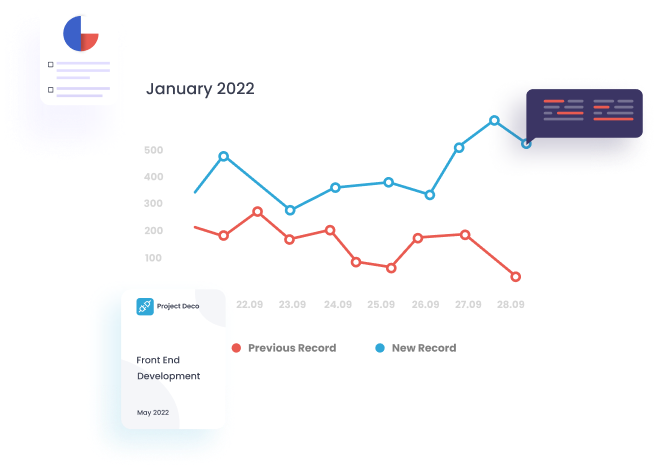 January 2022
500
400
300
200
100
22.09 23.09 24.09 25.09 26.09 27.09 28.09
Previous Record New Record
Project Deco
Front End
Development
May 2022